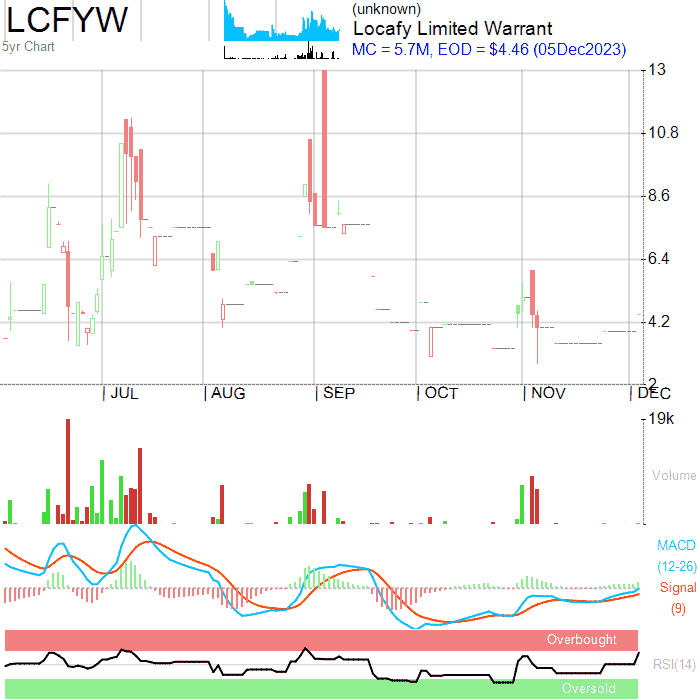 LCFYW
5yr Chart
(unknown)
Locafy Limited Warrant
MC = 5.7M, EOD = $4.46 (05Dec2023)
13
10.8
8.6
6.4
4.2
2
JUL AUG SEP OCT NOV DEC
19k
Volume
MACD
(12-26)
Signal
(9)
Overbought
RSI(14)
Oversold